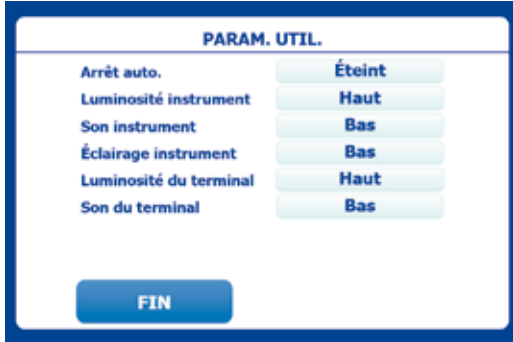 PARAM. UTIL.
Arrêt auto. Éteint
Luminosité instrument Haut
Son instrument Bas
Éclairage instrument Bas
Luminosité du terminal Haut
Son du terminal Bas
FIN